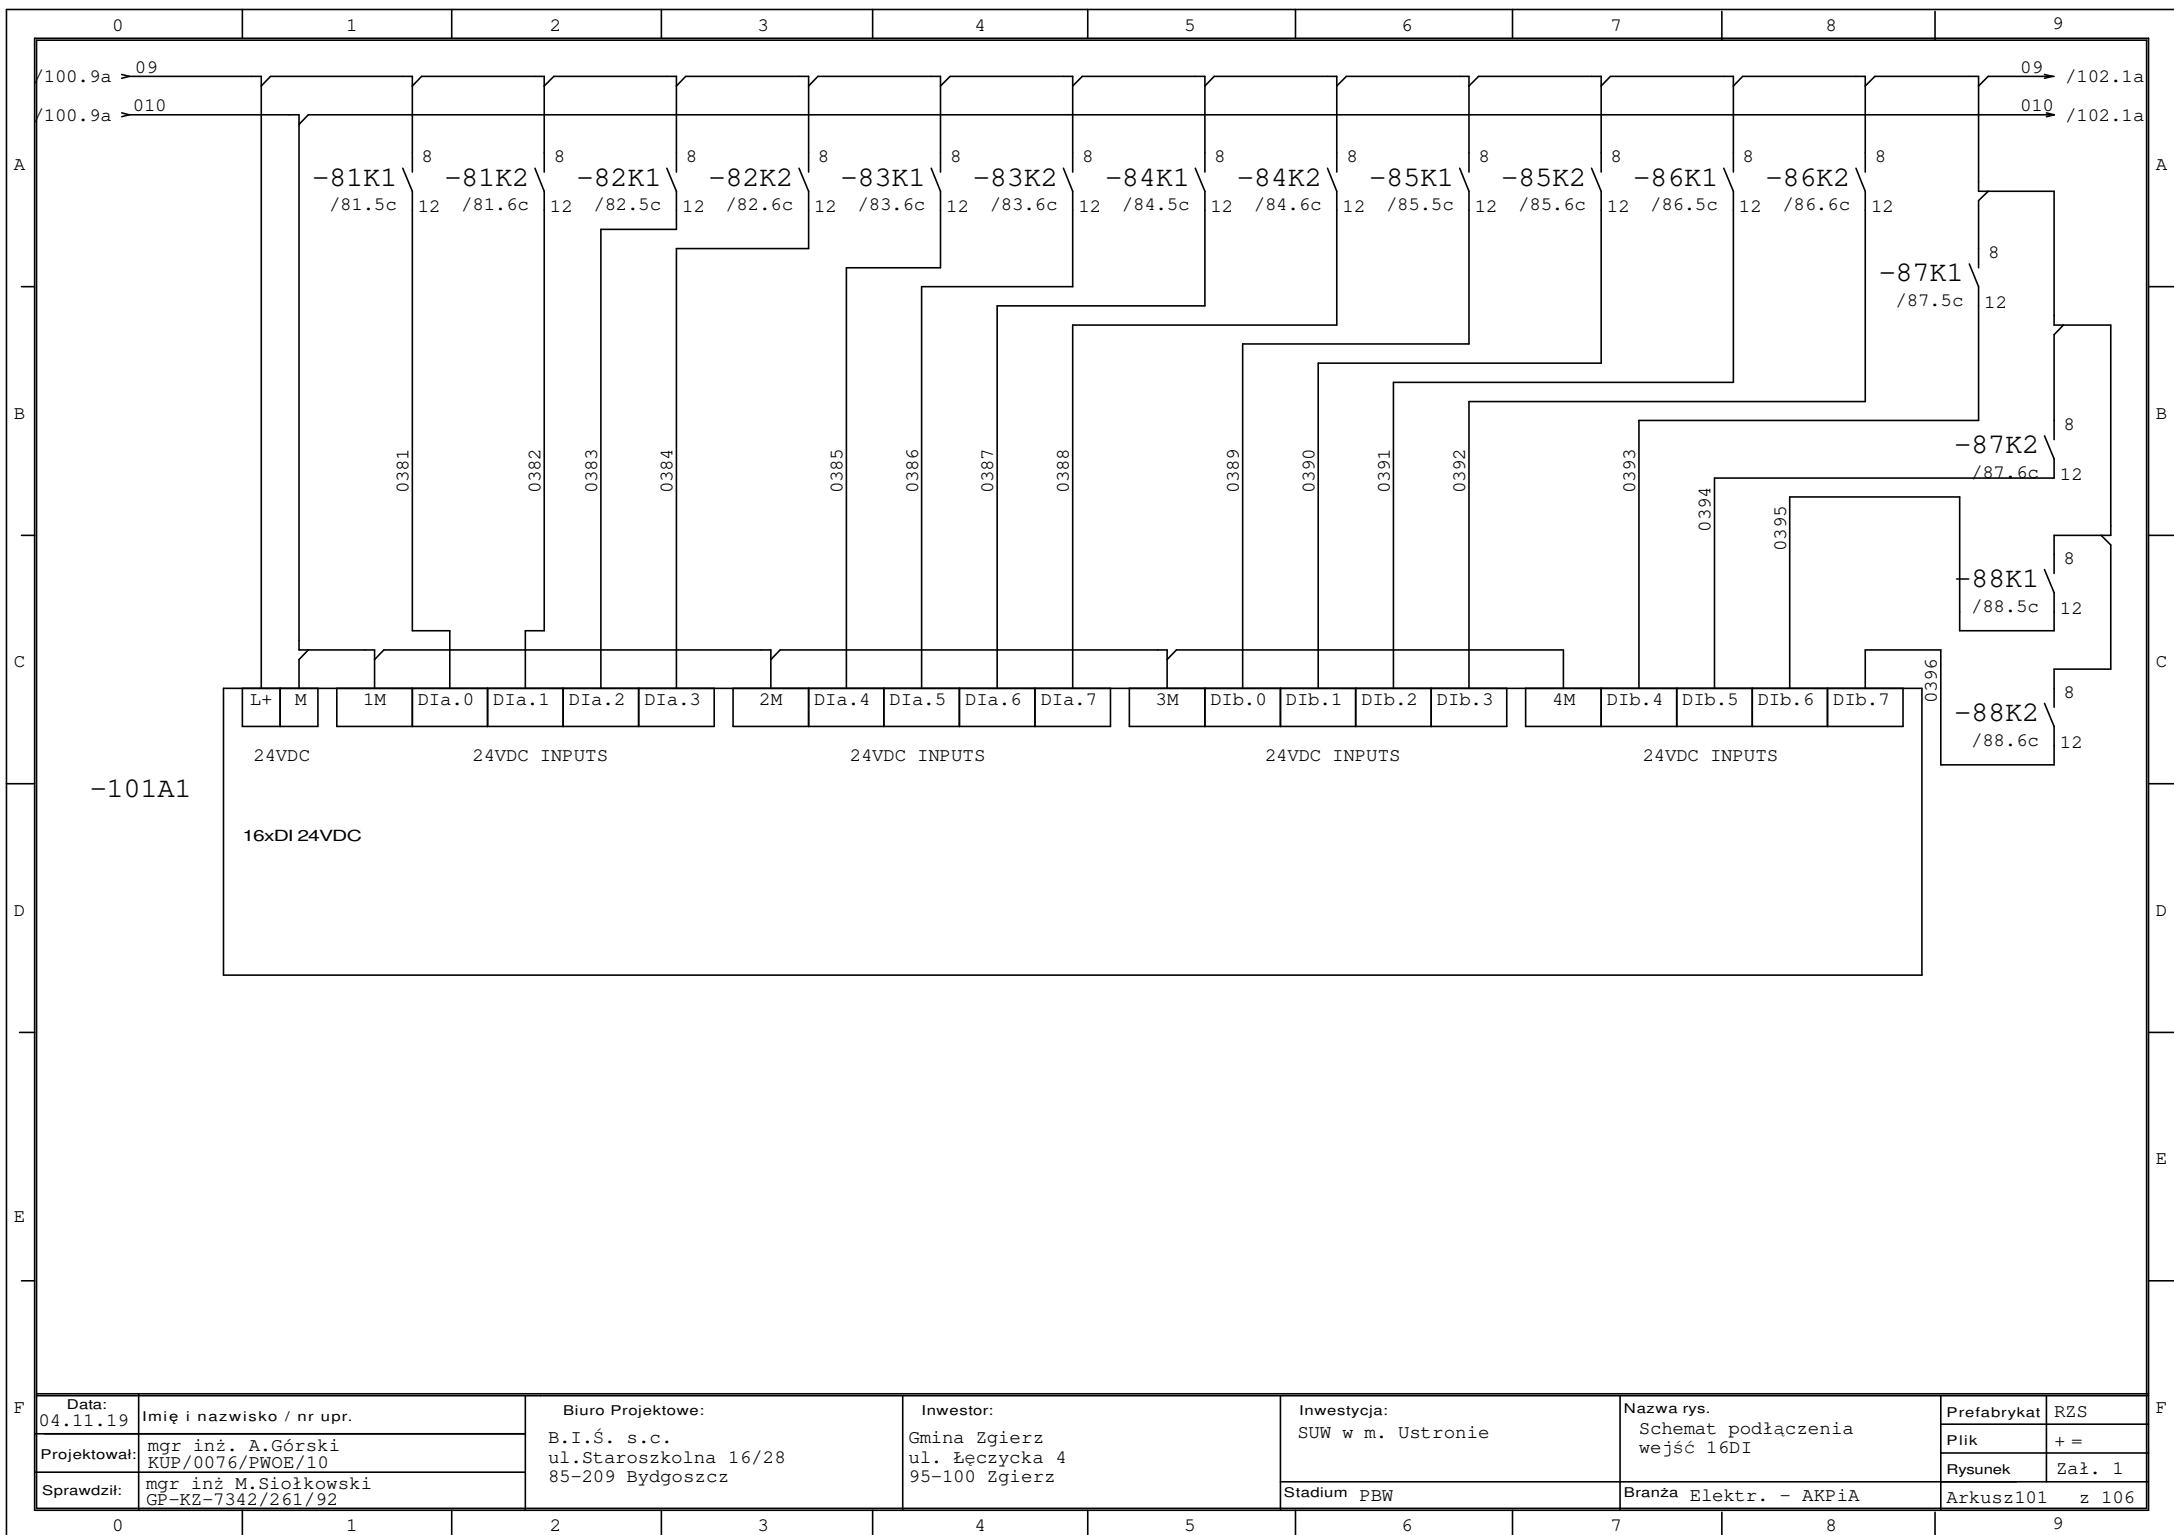 0 1 2 3 4 5 6 7 8 9
/100.9a 09 09 /102.1a
/100.9a 010 010 /102.1a
A A
8 8 8 8 8 8 8 8 8 8 8 8
-81K1 -81K2 -82K1 -82K2 -83K1 -83K2 -84K1 -84K2 -85K1 -85K2 -86K1 -86K2
/81.5c 12 /81.6c 12 /82.5c 12 /82.6c 12 /83.6c 12 /83.6c 12 /84.5c 12 /84.6c 12 /85.5c 12 /85.6c 12 /86.5c 12 /86.6c 12
8
-87K1
/87.5c 12
B B
8
-87K2
/87.6c 12
0381 0382 0383 0384 0385 0386 0387 0388 0389 0390 0391 0392 0393 0394 0395
8
-88K1
/88.5c 12
C C
0396
8
-88K2
/88.6c 12
L+ M 1M DIa.0 DIa.1 DIa.2 DIa.3 2M DIa.4 DIa.5 DIa.6 DIa.7 3M DIb.0 DIb.1 DIb.2 DIb.3 4M DIb.4 DIb.5 DIb.6 DIb.7
24VDC 24VDC INPUTS 24VDC INPUTS 24VDC INPUTS 24VDC INPUTS
-101A1
16xDI 24VDC
D D
E
E
F F
Data:
04.11.19
Imię i nazwisko / nr upr.
Projektował:
mgr inż. A.Górski
KUP/0076/PWOE/10
Sprawdził:
mgr inż M.Siołkowski
GP-KZ-7342/261/92
Biuro Projektowe:
B.I.Ś. s.c.
ul.Staroszkolna 16/28
85-209 Bydgoszcz
Inwestor:
Gmina Zgierz
ul. Łęczycka 4
95-100 Zgierz
Inwestycja:
SUW w m. Ustronie
Stadium PBW
Nazwa rys.
Schemat podłączenia
wejść 16DI
Branża Elektr. - AKPiA
Prefabrykat RZS
Plik + =
Rysunek Zał. 1
Arkusz101 z 106
0 1 2 3 4 5 6 7 8 9